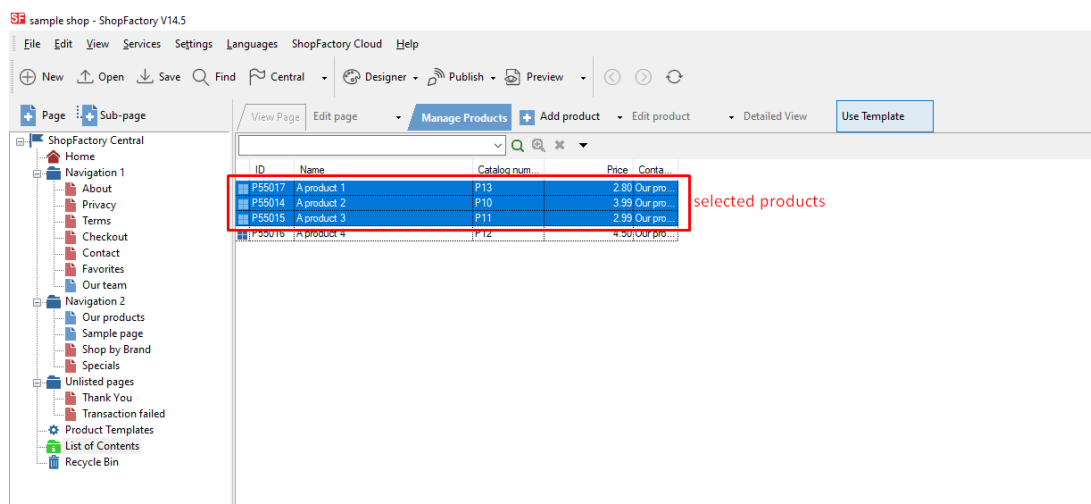 SF sample shop - ShopFactory V14.5
File Edit View Services Settings Languages ShopFactory Cloud Help
New Open Save Find Central Designer Publish Preview
Page Sub-page View Page Edit page Manage Products Add product Edit product Detailed View Use Template
ShopFactory Central
Home
Navigation 1
About
Privacy
Terms
Checkout
Contact
Favorites
Our team
Navigation 2
Our products
Sample page
Shop by Brand
Specials
Unlisted pages
Thank You
Transaction failed
Product Templates
List of Contents
Recycle Bin
ID Name Catalog num... Price Conta...
P55017 A product 1 P13 2.80 Our pro...
P55014 A product 2 P10 3.99 Our pro...
P55015 A product 3 P11 2.99 Our pro...
P55016 A product 4 P12 4.50 Our pro...
selected products